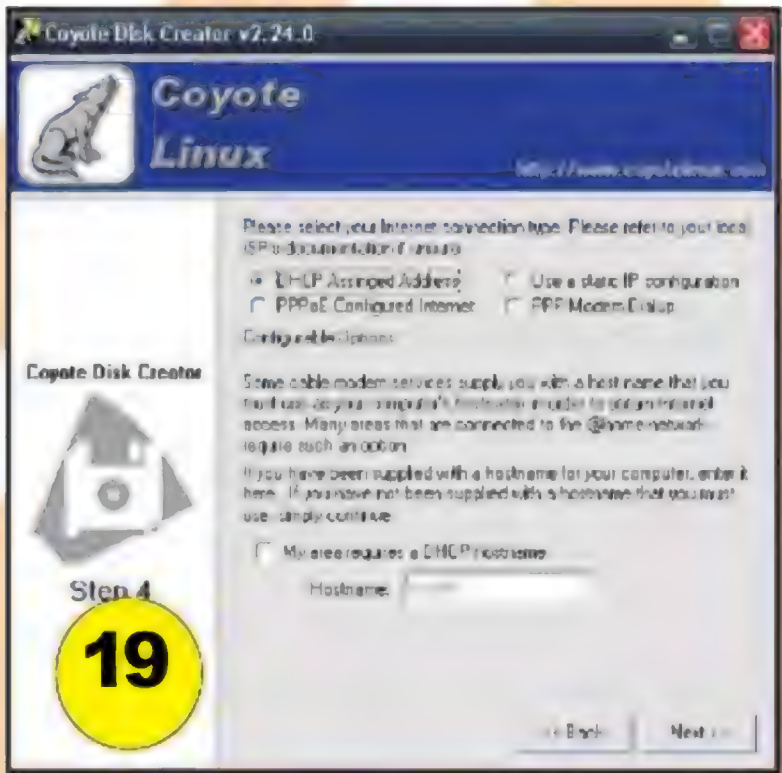 Coyote Disk Creator v2.24.0
Coyote
Linux
Please select your Internet connection type. Please refer to your local
DHCP Assigned Address
Use a static IP configuration
PPPoE Configured Internet
PPP Modem Dialup
Configurable Options
Coyote Disk Creator
Some cable modem services supply you with a host name that you
access. Many areas that are connected to the @home network
require such an option
If you have been supplied with a hostname for your computer, enter it
here. If you have not been supplied with a hostname that you must
use, simply continue
My area requires a DHCP hostname
Hostname:
Step 4
19
Back
Next